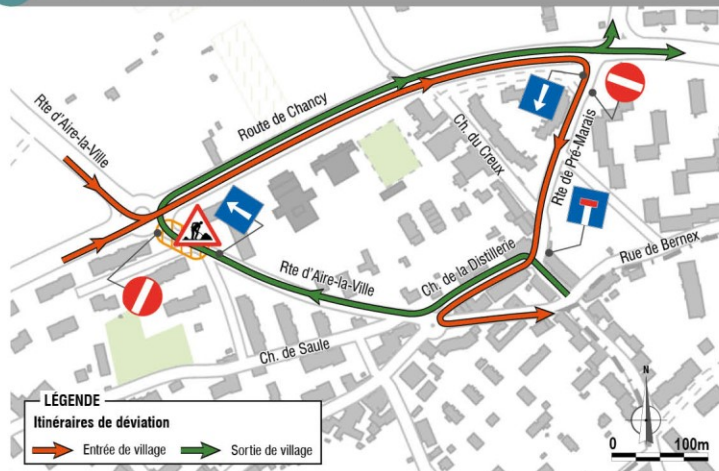 Rte d'Aire-la-Ville
Route de Chancy
Ch. du Creux
Rte de Pré-Marais
Rue de Bernex
Ch. de la Distillerie
Rte d'Aire-la-Ville
Ch. de Saule
N
LÉGENDE
Itinéraires de déviation
Entrée de village
Sortie de village
0 100m